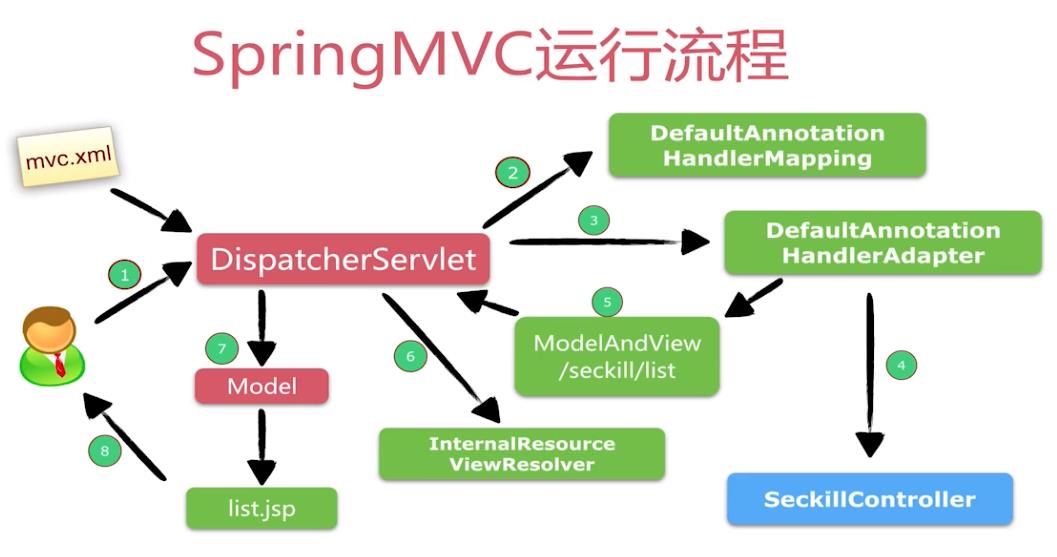 SpringMVC运行流程
mvc.xml
DefaultAnnotation
HandlerMapping
2
3
DefaultAnnotation
HandlerAdapter
DispatcherServlet
1
5
ModelAndView
/seckill/list
7
6
4
Model
InternalResource
ViewResolver
8
SeckillController
list.jsp